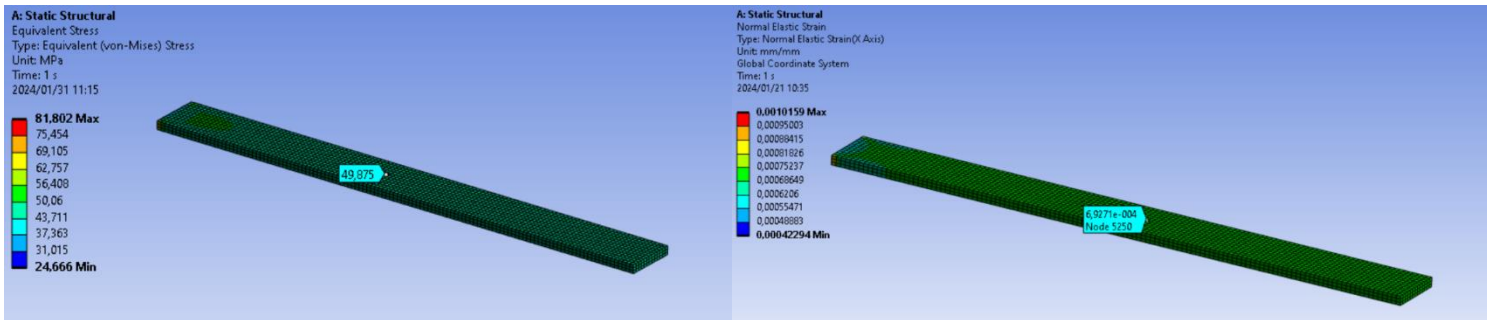 A: Static Structural
Equivalent Stress
Type: Equivalent (von-Mises) Stress
Unit: MPa
Time: 1 s
2024/01/31 11:15
81,802 Max
75,454
69,105
62,757
56,408
50,06
43,711
37,363
31,015
24,666 Min
49,875
A: Static Structural
Normal Elastic Strain
Type: Normal Elastic Strain(X Axis)
Unit: mm/mm
Global Coordinate System
Time: 1 s
2024/01/21 10:35
0,0010159 Max
0,00095003
0,00088415
0,00081826
0,00075237
0,00068649
0,0006206
0,00055471
0,00048883
0,00042294 Min
6,9271e-004
Node 5250